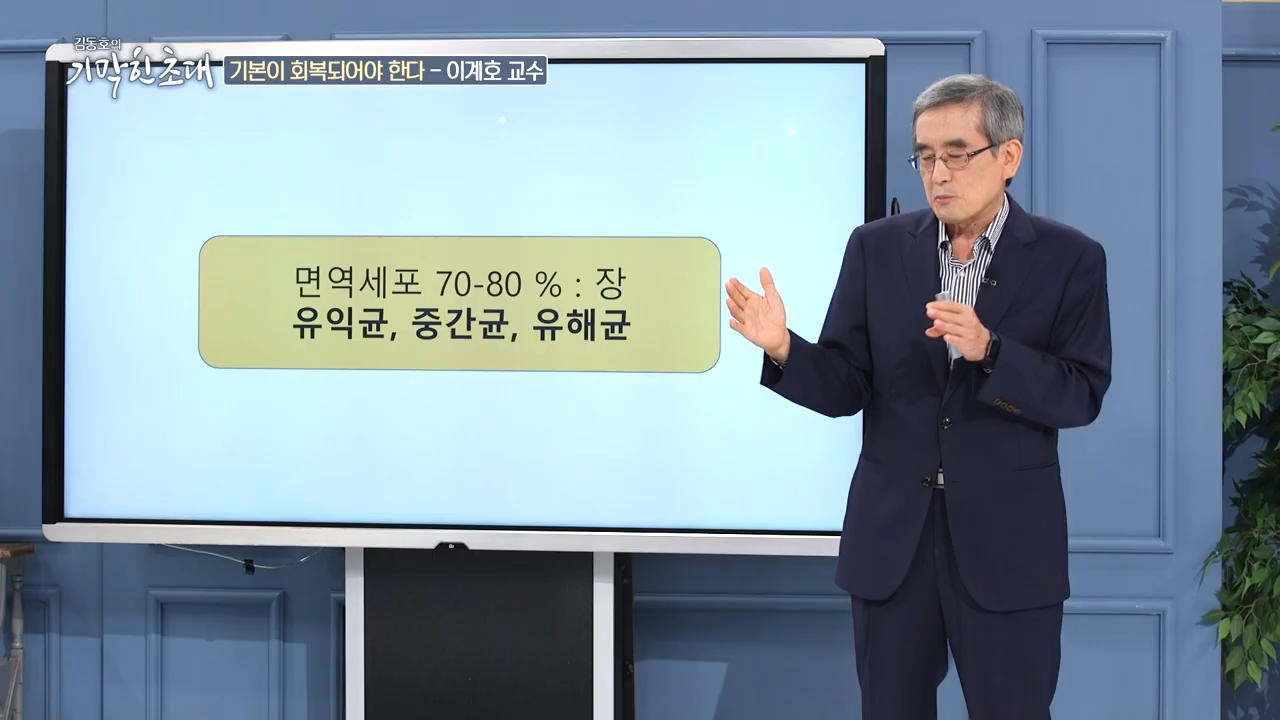 김동호의
기막힌초대
기본이 회복되어야 한다 – 이계호 교수
면역세포 70-80 % : 장
유익균, 중간균, 유해균